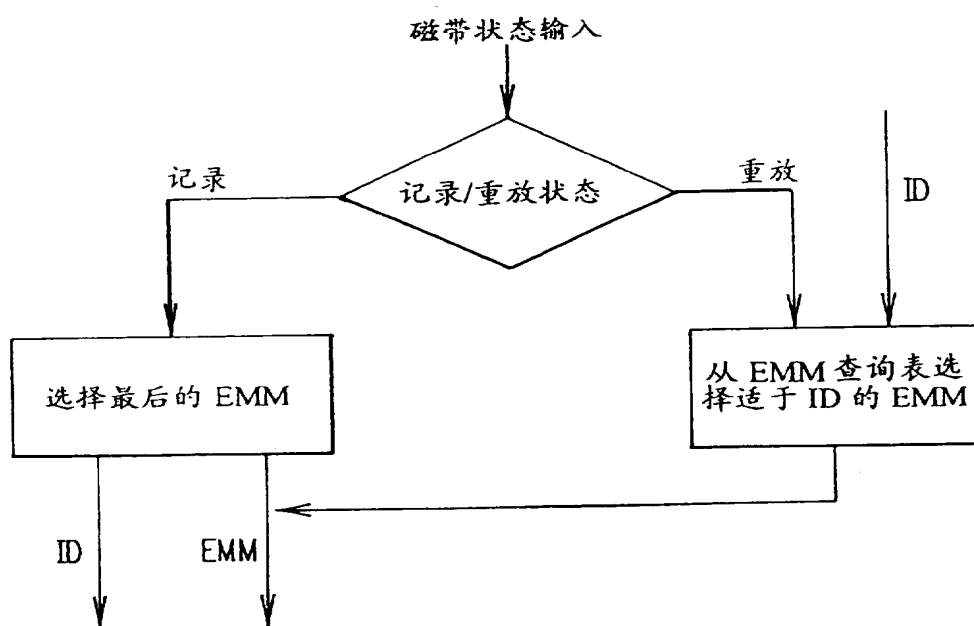 磁带状态输入
记录
记录/重放状态
重放
ID
选择最后的 EMM
从 EMM 查询表选
择适于 ID 的 EMM
ID
EMM